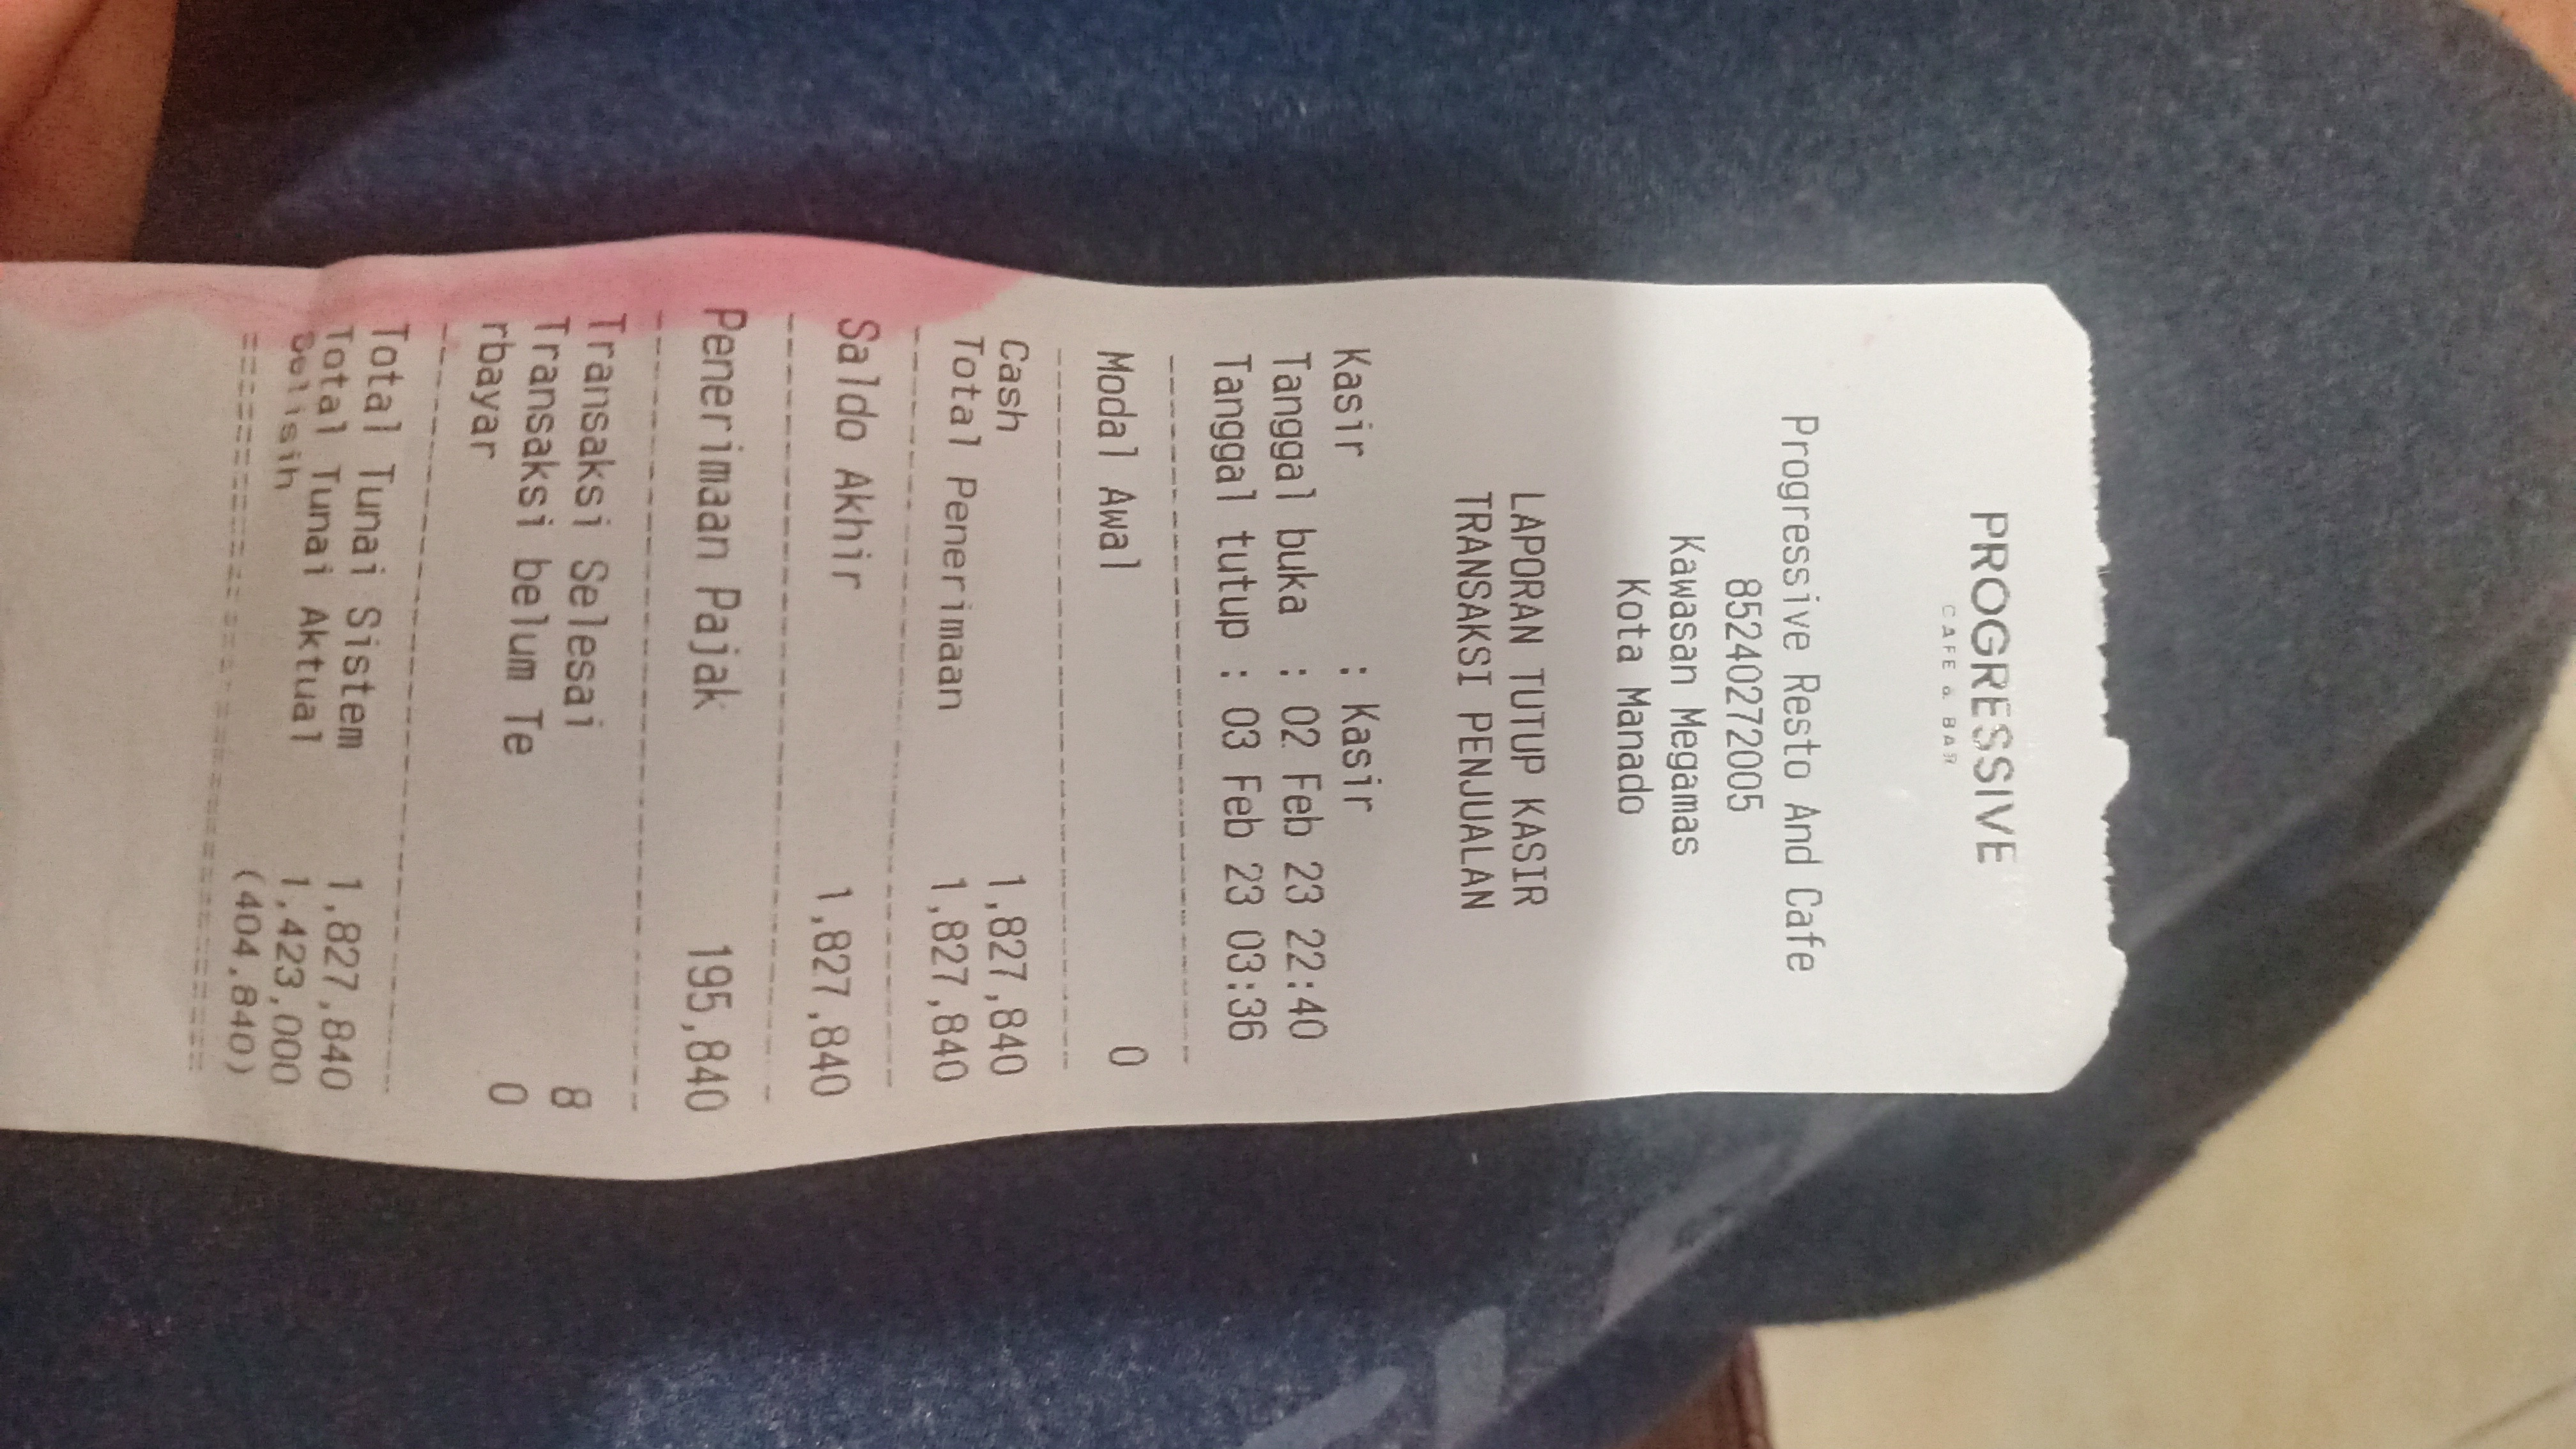 PROGRESSIVE
CAFE & BAR
Progressive Resto And Cafe
85240272005
Kawasan Megamas
Kota Manado
LAPORAN TUTUP KASIR
TRANSAKSI PENJUALAN
Kasir : Kasir
Tanggal buka : 02 Feb 23 22:40
Tanggal tutup : 03 Feb 23 03:36
Modal Awal 0
Cash 1,827,840
Total Penerimaan 1,827,840
Saldo Akhir 1,827,840
Penerimaan Pajak 195,840
Transaksi Selesai 8
Transaksi belum Te 0
rbayar
Total Tunai Sistem 1,827,840
Total Tunai Aktual 1,423,000
Selisih (404,840)